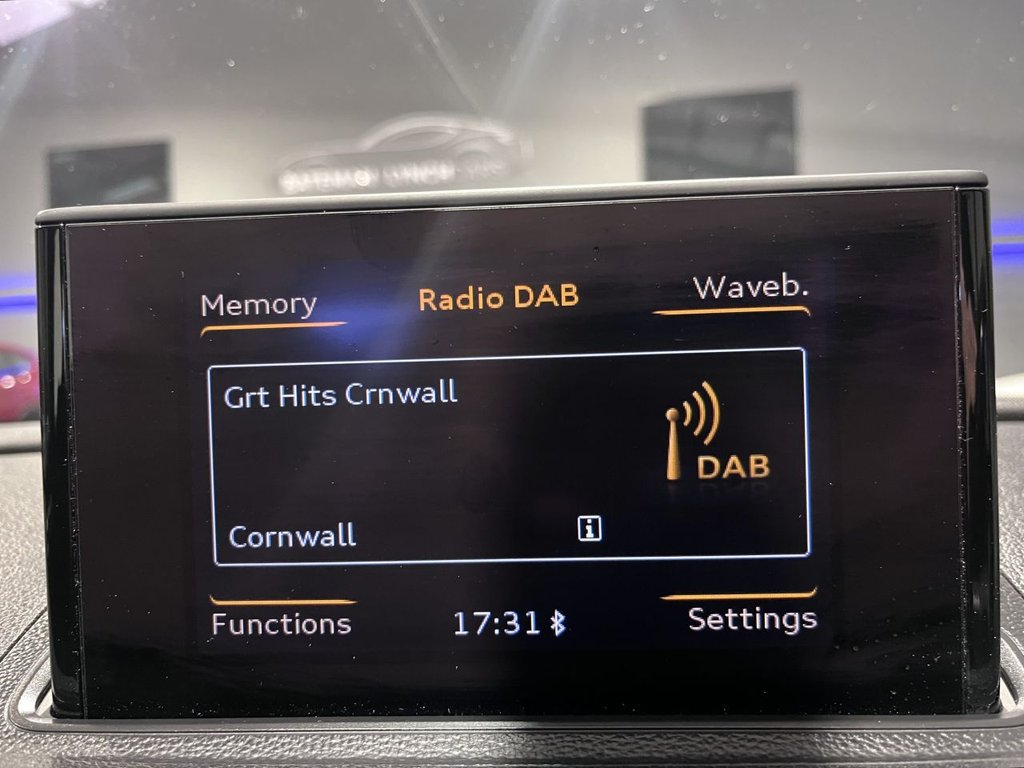 Memory
Radio DAB
Waveb.
Grt Hits Crnwall
DAB
Cornwall
i
Functions
17:31
Settings